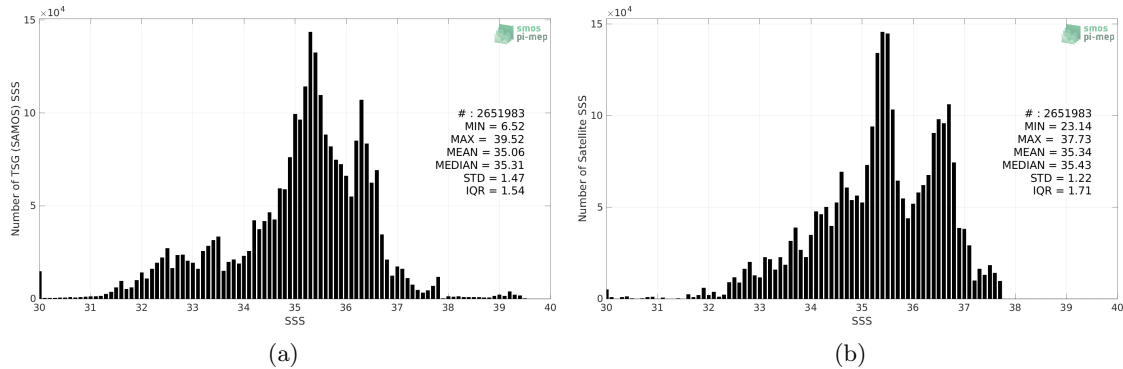 ×10⁴
15
10
5
0
Number of TSG (SAMOS) SSS
30 31 32 33 34 35 36 37 38 39 40
SSS
smos
pi-mep
# : 2651983
MIN = 6.52
MAX = 39.52
MEAN = 35.06
MEDIAN = 35.31
STD = 1.47
IQR = 1.54
(a)
×10⁴
15
10
5
0
Number of Satellite SSS
30 31 32 33 34 35 36 37 38 39 40
SSS
smos
pi-mep
# : 2651983
MIN = 23.14
MAX = 37.73
MEAN = 35.34
MEDIAN = 35.43
STD = 1.22
IQR = 1.71
(b)